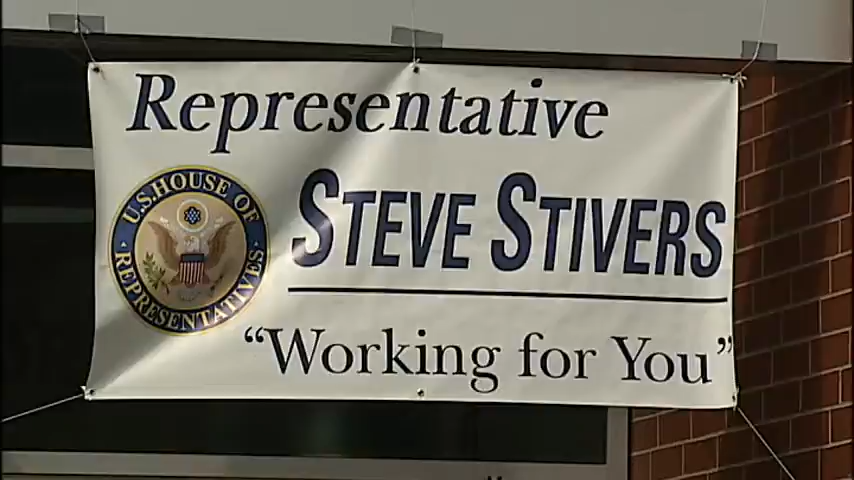 Representative
STEVE STIVERS
U.S. HOUSE OF
REPRESENTATIVES
"Working for You"